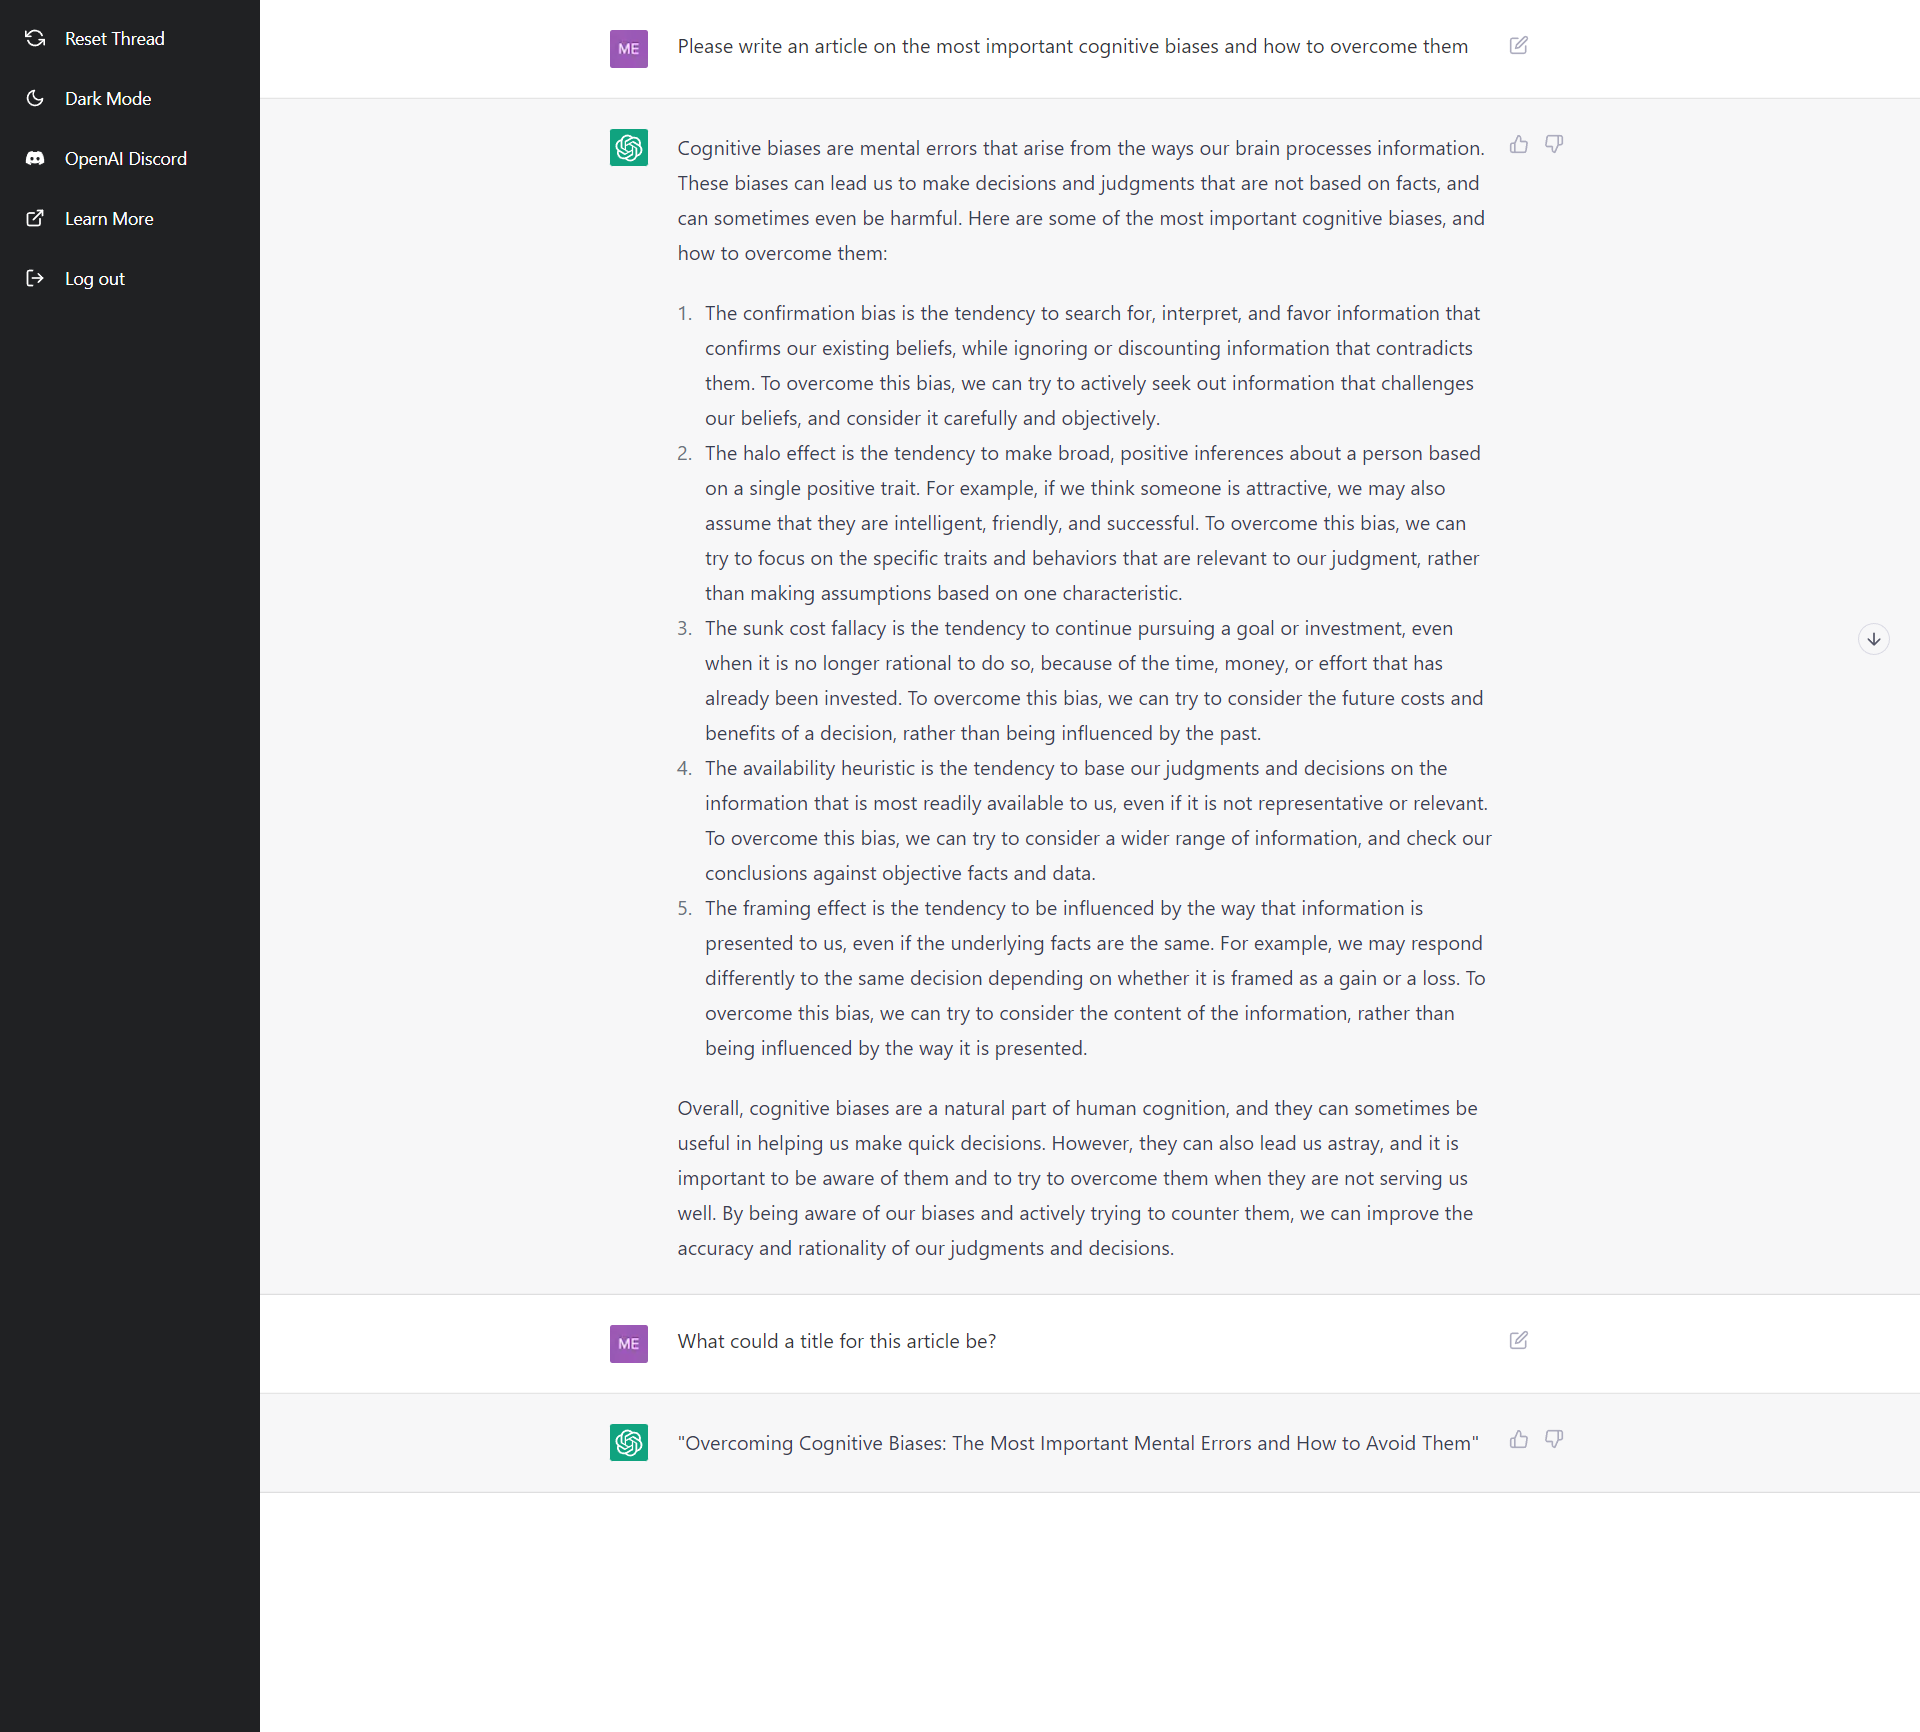 Reset Thread
Dark Mode
OpenAI Discord
Learn More
Log out
ME
Please write an article on the most important cognitive biases and how to overcome them
Cognitive biases are mental errors that arise from the ways our brain processes information.
These biases can lead us to make decisions and judgments that are not based on facts, and
can sometimes even be harmful. Here are some of the most important cognitive biases, and
how to overcome them:
1. The confirmation bias is the tendency to search for, interpret, and favor information that
confirms our existing beliefs, while ignoring or discounting information that contradicts
them. To overcome this bias, we can try to actively seek out information that challenges
our beliefs, and consider it carefully and objectively.
2. The halo effect is the tendency to make broad, positive inferences about a person based
on a single positive trait. For example, if we think someone is attractive, we may also
assume that they are intelligent, friendly, and successful. To overcome this bias, we can
try to focus on the specific traits and behaviors that are relevant to our judgment, rather
than making assumptions based on one characteristic.
3. The sunk cost fallacy is the tendency to continue pursuing a goal or investment, even
when it is no longer rational to do so, because of the time, money, or effort that has
already been invested. To overcome this bias, we can try to consider the future costs and
benefits of a decision, rather than being influenced by the past.
4. The availability heuristic is the tendency to base our judgments and decisions on the
information that is most readily available to us, even if it is not representative or relevant.
To overcome this bias, we can try to consider a wider range of information, and check our
conclusions against objective facts and data.
5. The framing effect is the tendency to be influenced by the way that information is
presented to us, even if the underlying facts are the same. For example, we may respond
differently to the same decision depending on whether it is framed as a gain or a loss. To
overcome this bias, we can try to consider the content of the information, rather than
being influenced by the way it is presented.
Overall, cognitive biases are a natural part of human cognition, and they can sometimes be
useful in helping us make quick decisions. However, they can also lead us astray, and it is
important to be aware of them and to try to overcome them when they are not serving us
well. By being aware of our biases and actively trying to counter them, we can improve the
accuracy and rationality of our judgments and decisions.
ME
What could a title for this article be?
"Overcoming Cognitive Biases: The Most Important Mental Errors and How to Avoid Them"